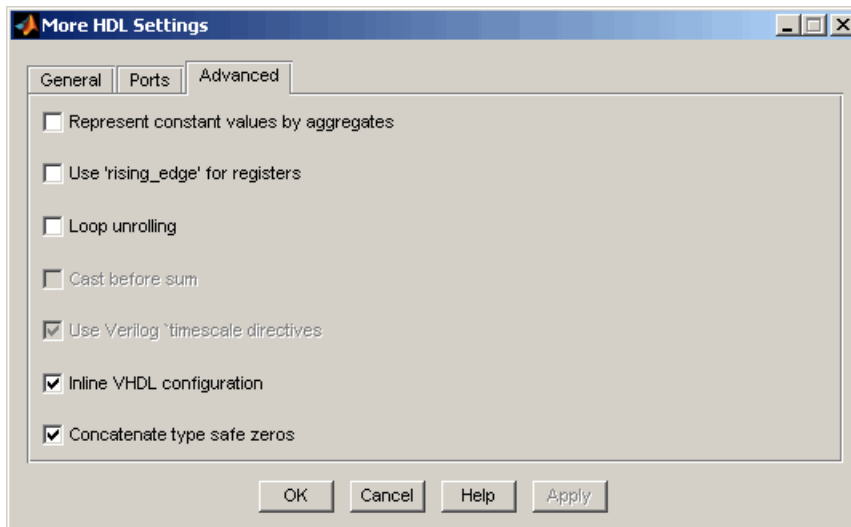 More HDL Settings
General Ports Advanced
Represent constant values by aggregates
Use 'rising_edge' for registers
Loop unrolling
Cast before sum
Use Verilog `timescale directives
Inline VHDL configuration
Concatenate type safe zeros
OK Cancel Help Apply